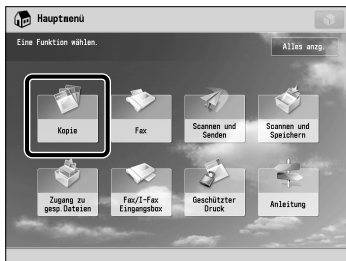 Hauptmenü
Eine Funktion wählen.
Alles anzg.
Kopie
Fax
Scannen und
Senden
Scannen und
Speichern
Zugang zu
gesp.Dateien
Fax/I-Fax
Eingangsbox
Geschützter
Druck
Anleitung